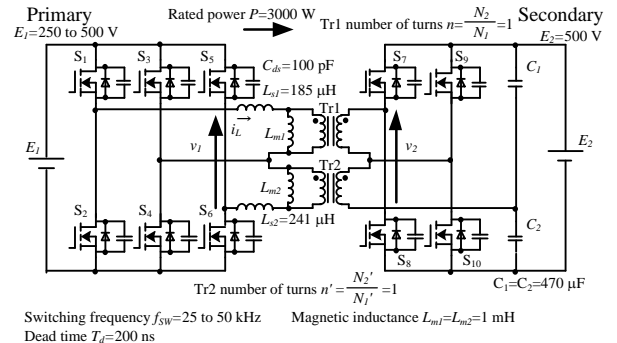 Primary
E1=250 to 500 V
Rated power P=3000 W
Tr1 number of turns n=N2/N1=1
Secondary
E2=500 V
S1
S3
S5
Cds=100 pF
Ls1=185 μH
S7
S9
C1
Tr1
iL
Lm1
E1
v1
v2
E2
Tr2
Lm2
S2
S4
S6
Ls2=241 μH
C2
S8
S10
Tr2 number of turns n'=N2'/N1'=1
C1=C2=470 μF
Switching frequency fSW=25 to 50 kHz
Magnetic inductance Lm1=Lm2=1 mH
Dead time Td=200 ns